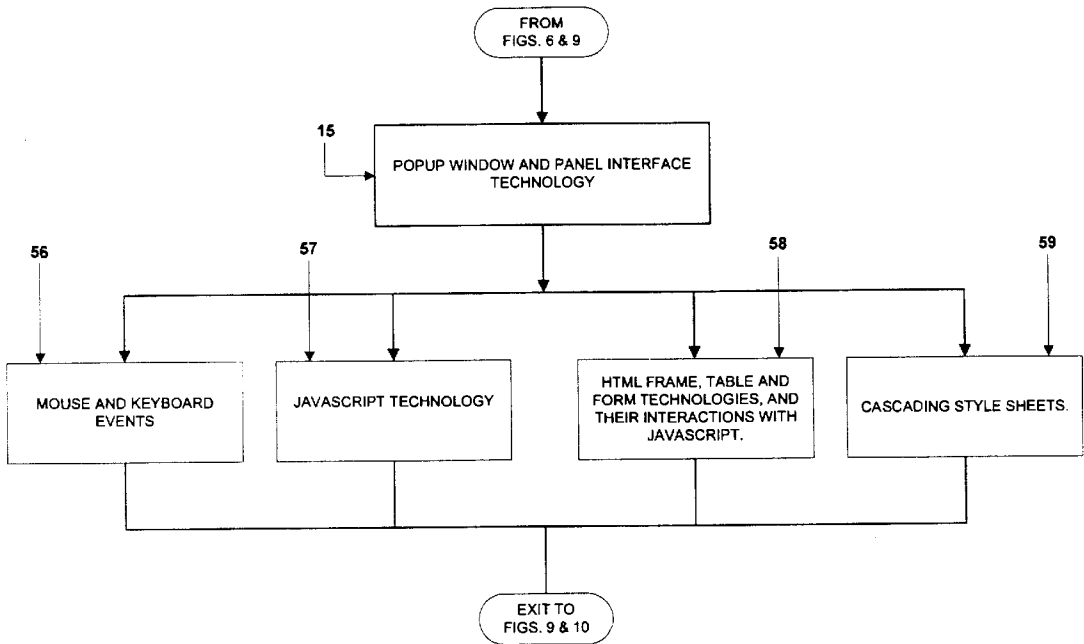 FROM
FIGS. 6 & 9
15
POPUP WINDOW AND PANEL INTERFACE
TECHNOLOGY
56
57
58
59
MOUSE AND KEYBOARD
EVENTS
JAVASCRIPT TECHNOLOGY
HTML FRAME, TABLE AND
FORM TECHNOLOGIES, AND
THEIR INTERACTIONS WITH
JAVASCRIPT.
CASCADING STYLE SHEETS.
EXIT TO
FIGS. 9 & 10